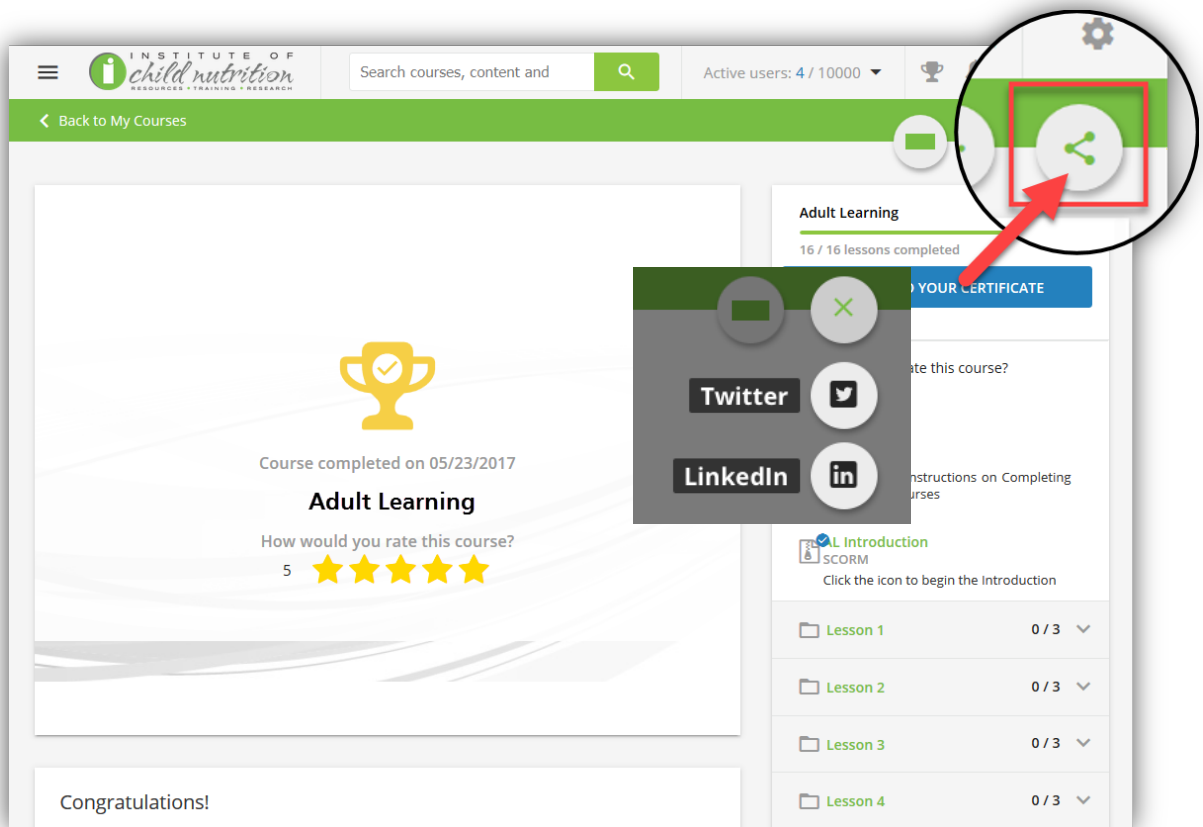 INSTITUTE OF
child nutrition
RESOURCES • TRAINING • RESEARCH
Search courses, content and
Active users: 4 / 10000
Back to My Courses
Course completed on 05/23/2017
Adult Learning
How would you rate this course?
5
Adult Learning
16 / 16 lessons completed
YOUR CERTIFICATE
this course?
Twitter
LinkedIn
nstructions on Completing
urses
AL Introduction
SCORM
Click the icon to begin the Introduction
Lesson 1 0 / 3
Lesson 2 0 / 3
Lesson 3 0 / 3
Lesson 4 0 / 3
Congratulations!